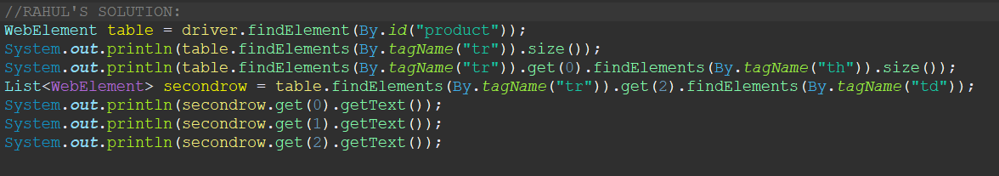 //RAHUL'S SOLUTION:
WebElement table = driver.findElement(By.id("product"));
System.out.println(table.findElements(By.tagName("tr")).size());
System.out.println(table.findElements(By.tagName("tr")).get(0).findElements(By.tagName("th")).size());
List<WebElement> secondrow = table.findElements(By.tagName("tr")).get(2).findElements(By.tagName("td"));
System.out.println(secondrow.get(0).getText());
System.out.println(secondrow.get(1).getText());
System.out.println(secondrow.get(2).getText());